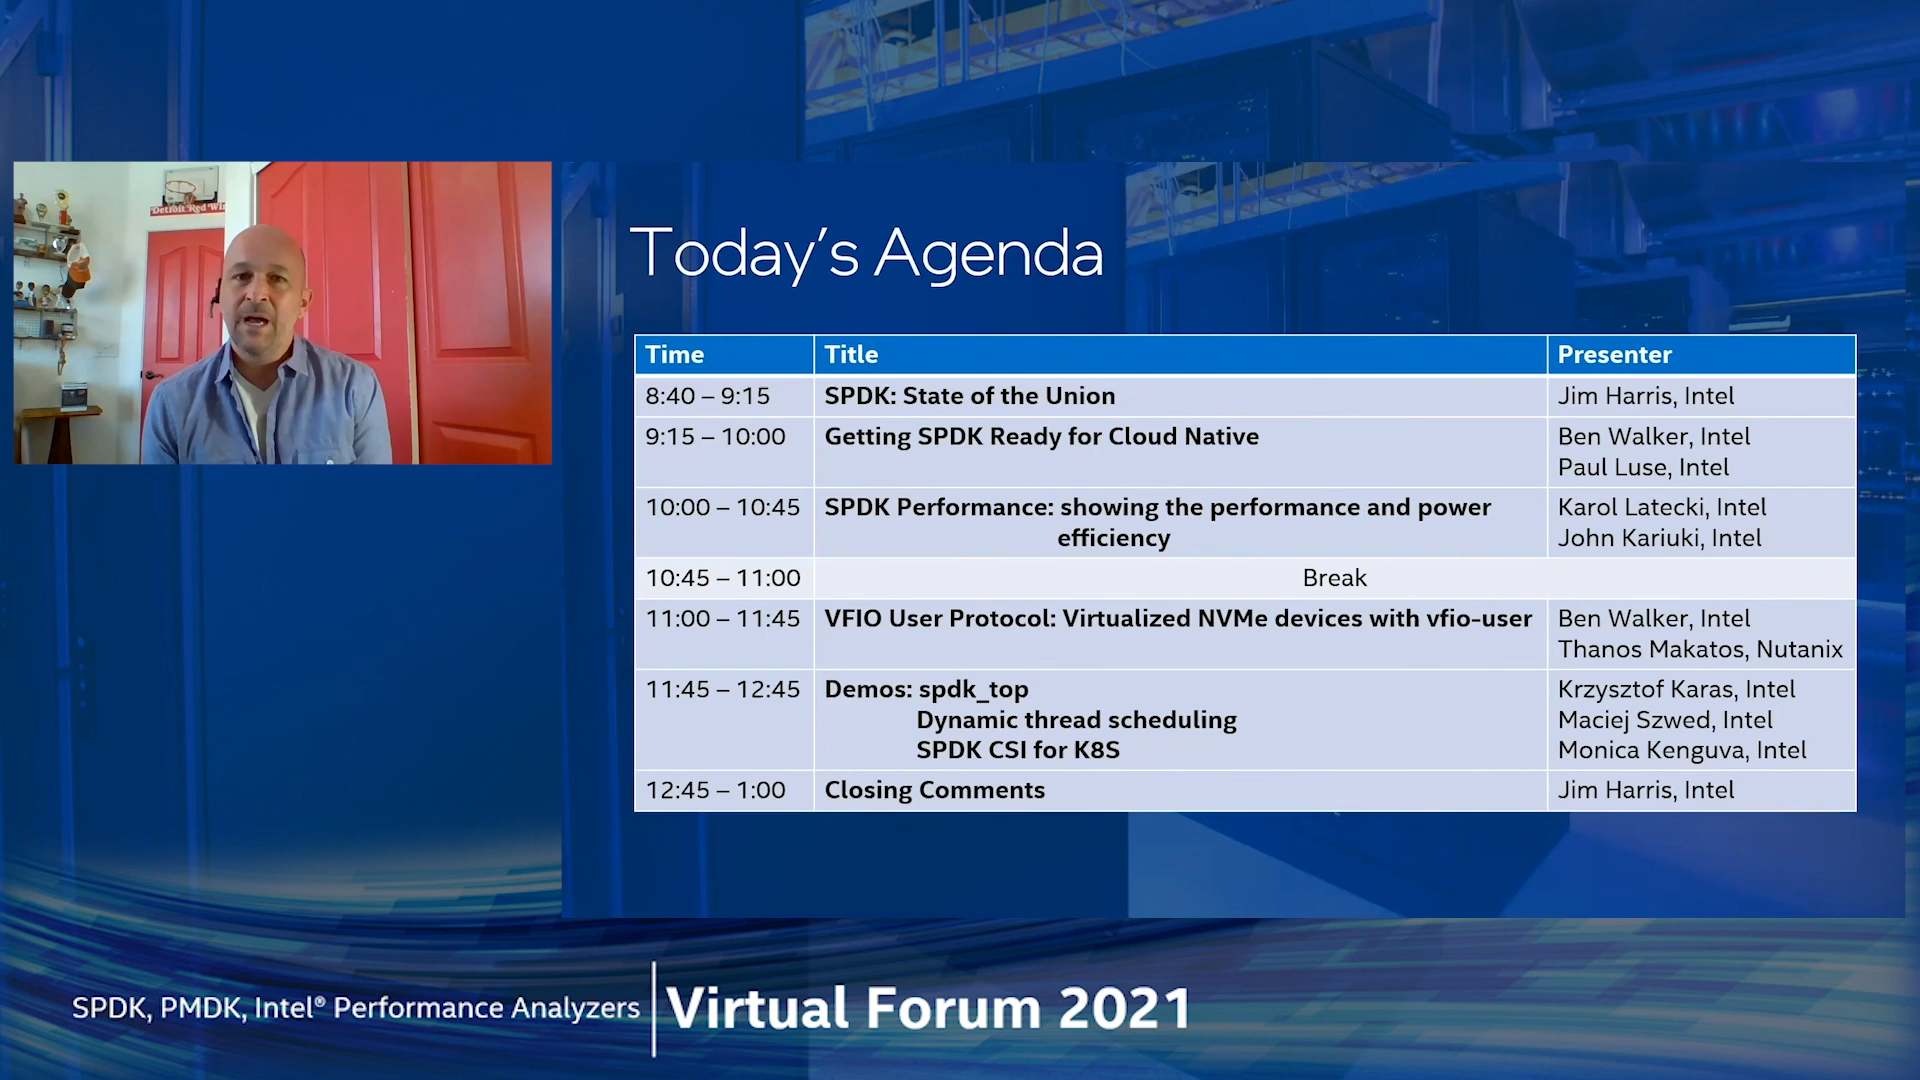 Detroit Red Wi
Today's Agenda
Time Title Presenter
8:40 – 9:15 SPDK: State of the Union Jim Harris, Intel
9:15 – 10:00 Getting SPDK Ready for Cloud Native Ben Walker, Intel
Paul Luse, Intel
10:00 – 10:45 SPDK Performance: showing the performance and power Karol Latecki, Intel
efficiency John Kariuki, Intel
10:45 – 11:00 Break
11:00 – 11:45 VFIO User Protocol: Virtualized NVMe devices with vfio-user Ben Walker, Intel
Thanos Makatos, Nutanix
11:45 – 12:45 Demos: spdk_top Krzysztof Karas, Intel
Dynamic thread scheduling Maciej Szwed, Intel
SPDK CSI for K8S Monica Kenguva, Intel
12:45 – 1:00 Closing Comments Jim Harris, Intel
SPDK, PMDK, Intel® Performance Analyzers Virtual Forum 2021